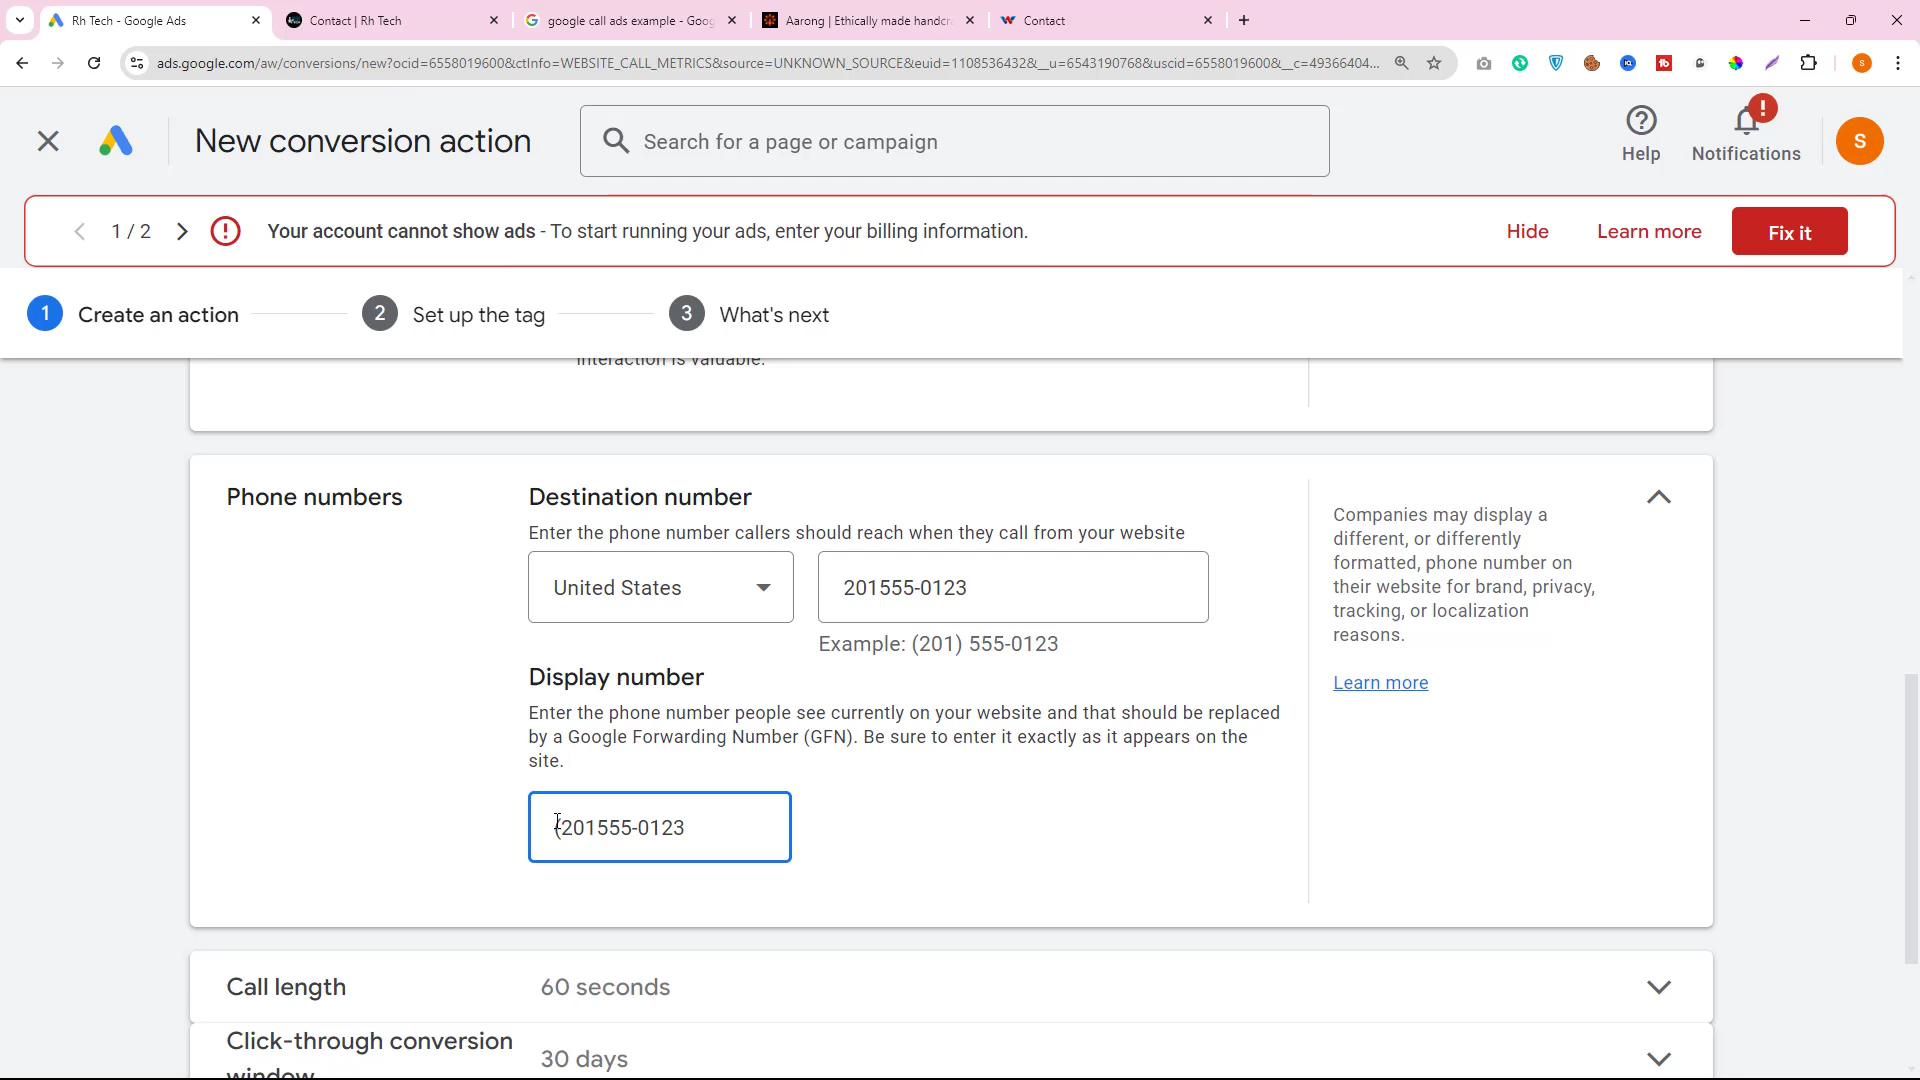 Rh Tech - Google Ads
Contact | Rh Tech
google call ads example - Goog
Aarong | Ethically made handcra
Contact
ads.google.com/aw/conversions/new?ocid=6558019600&ctInfo=WEBSITE_CALL_METRICS&source=UNKNOWN_SOURCE&euid=1108536432&__u=6543190768&uscid=6558019600&__c=49366404...
New conversion action
Search for a page or campaign
Help
Notifications
S
1 / 2
Your account cannot show ads - To start running your ads, enter your billing information.
Hide
Learn more
Fix it
1 Create an action
2 Set up the tag
3 What's next
interaction is valuable.
Phone numbers
Destination number
Enter the phone number callers should reach when they call from your website
United States
201555-0123
Example: (201) 555-0123
Display number
Enter the phone number people see currently on your website and that should be replaced
by a Google Forwarding Number (GFN). Be sure to enter it exactly as it appears on the
site.
(201555-0123
Companies may display a
different, or differently
formatted, phone number on
their website for brand, privacy,
tracking, or localization
reasons.
Learn more
Call length
60 seconds
Click-through conversion
window
30 days